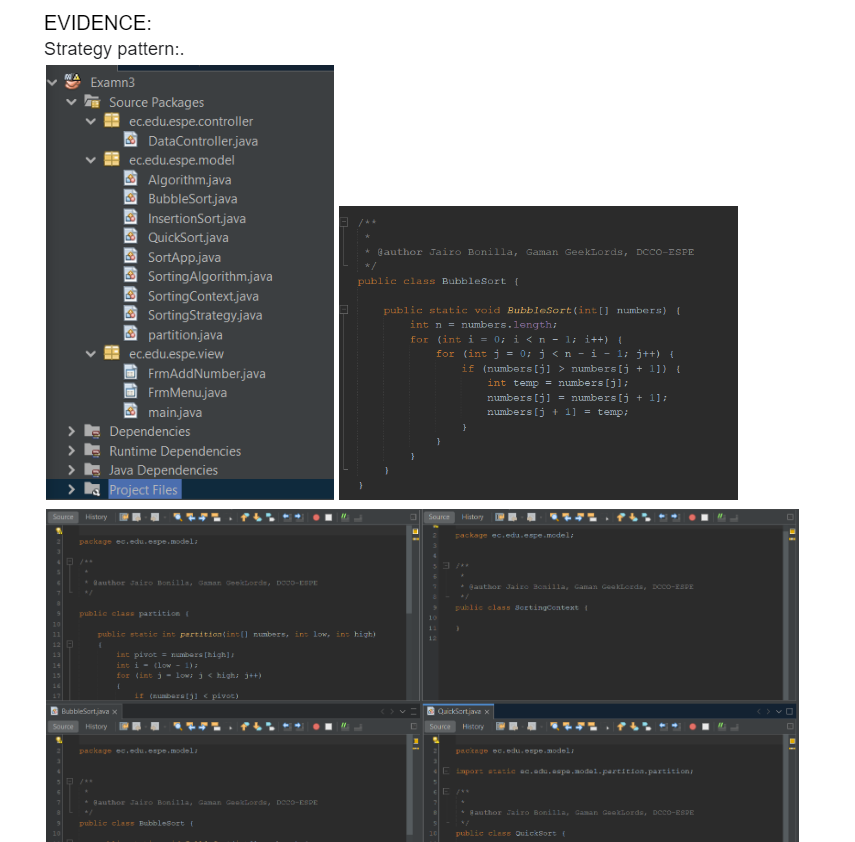 EVIDENCE:
Strategy pattern:.
Examn3
Source Packages
ec.edu.espe.controller
DataController.java
ec.edu.espe.model
Algorithm.java
BubbleSort.java
InsertionSort.java
QuickSort.java
SortApp.java
SortingAlgorithm.java
SortingContext.java
SortingStrategy.java
partition.java
ec.edu.espe.view
FrmAddNumber.java
FrmMenu.java
main.java
Dependencies
Runtime Dependencies
Java Dependencies
Project Files
/**
*
* @author Jairo Bonilla, Gaman GeekLords, DCCO-ESPE
*/
public class BubbleSort {
public static void BubbleSort(int[] numbers) {
int n = numbers.length;
for (int i = 0; i < n - 1; i++) {
for (int j = 0; j < n - i - 1; j++) {
if (numbers[j] > numbers[j + 1]) {
int temp = numbers[j];
numbers[j] = numbers[j + 1];
numbers[j + 1] = temp;
}
}
}
}
}
Source History
package ec.edu.espe.model;
/**
*
* @author Jairo Bonilla, Gaman GeekLords, DCCO-ESPE
*/
public class partition {
public static int partition(int[] numbers, int low, int high)
{
int pivot = numbers[high];
int i = (low - 1);
for (int j = low; j < high; j++)
{
if (numbers[j] < pivot)
Source History
package ec.edu.espe.model;
/**
*
* @author Jairo Bonilla, Gaman GeekLords, DCCO-ESPE
*/
public class SortingContext {
}
BubbleSort.java
Source History
package ec.edu.espe.model;
/**
*
* @author Jairo Bonilla, Gaman GeekLords, DCCO-ESPE
*/
public class BubbleSort {
QuickSort.java
Source History
package ec.edu.espe.model;
import static ec.edu.espe.model.partition.partition;
/**
*
* @author Jairo Bonilla, Gaman GeekLords, DCCO-ESPE
*/
public class QuickSort {